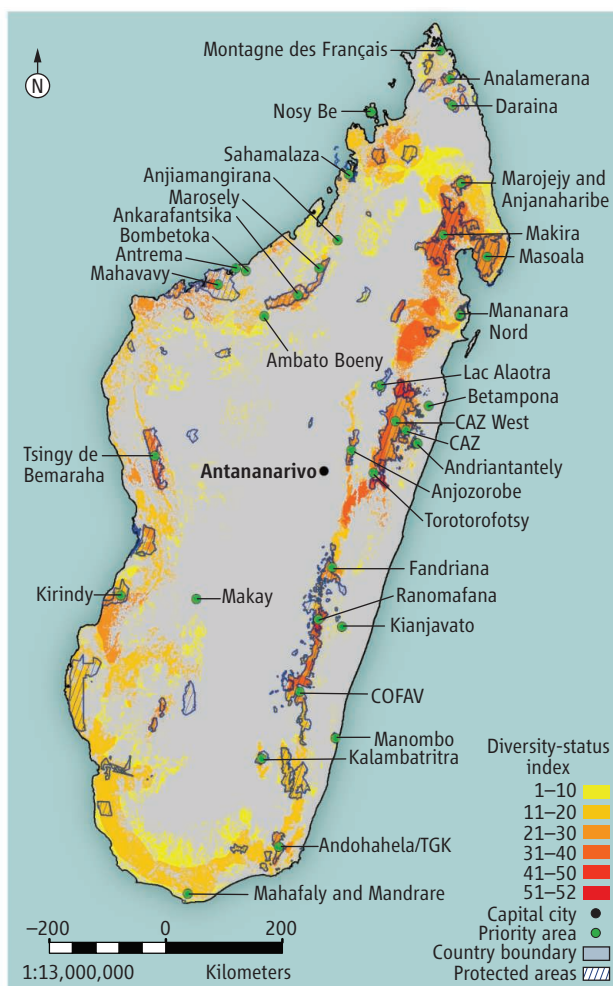 Montagne des Français
N
Analamerana
Nosy Be
Daraina
Sahamalaza
Anjiamangirana
Marosely
Marojejy and
Anjanaharibe
Ankarafantsika
Bombetoka
Makira
Antrema
Masoala
Mahavavy
Mananara
Nord
Ambato Boeny
Lac Alaotra
Betampona
CAZ West
CAZ
Tsingy de
Bemaraha
Antananarivo
Andriantantely
Anjozorobe
Torotorofotsy
Fandriana
Kirindy
Makay
Ranomafana
Kianjavato
COFAV
Manombo
Kalambatritra
Diversity-status
index
1–10
11–20
21–30
31–40
41–50
51–52
Andohahela/TGK
Mahafaly and Mandrare
Capital city
Priority area
Country boundary
Protected areas
–200 0 200
1:13,000,000 Kilometers